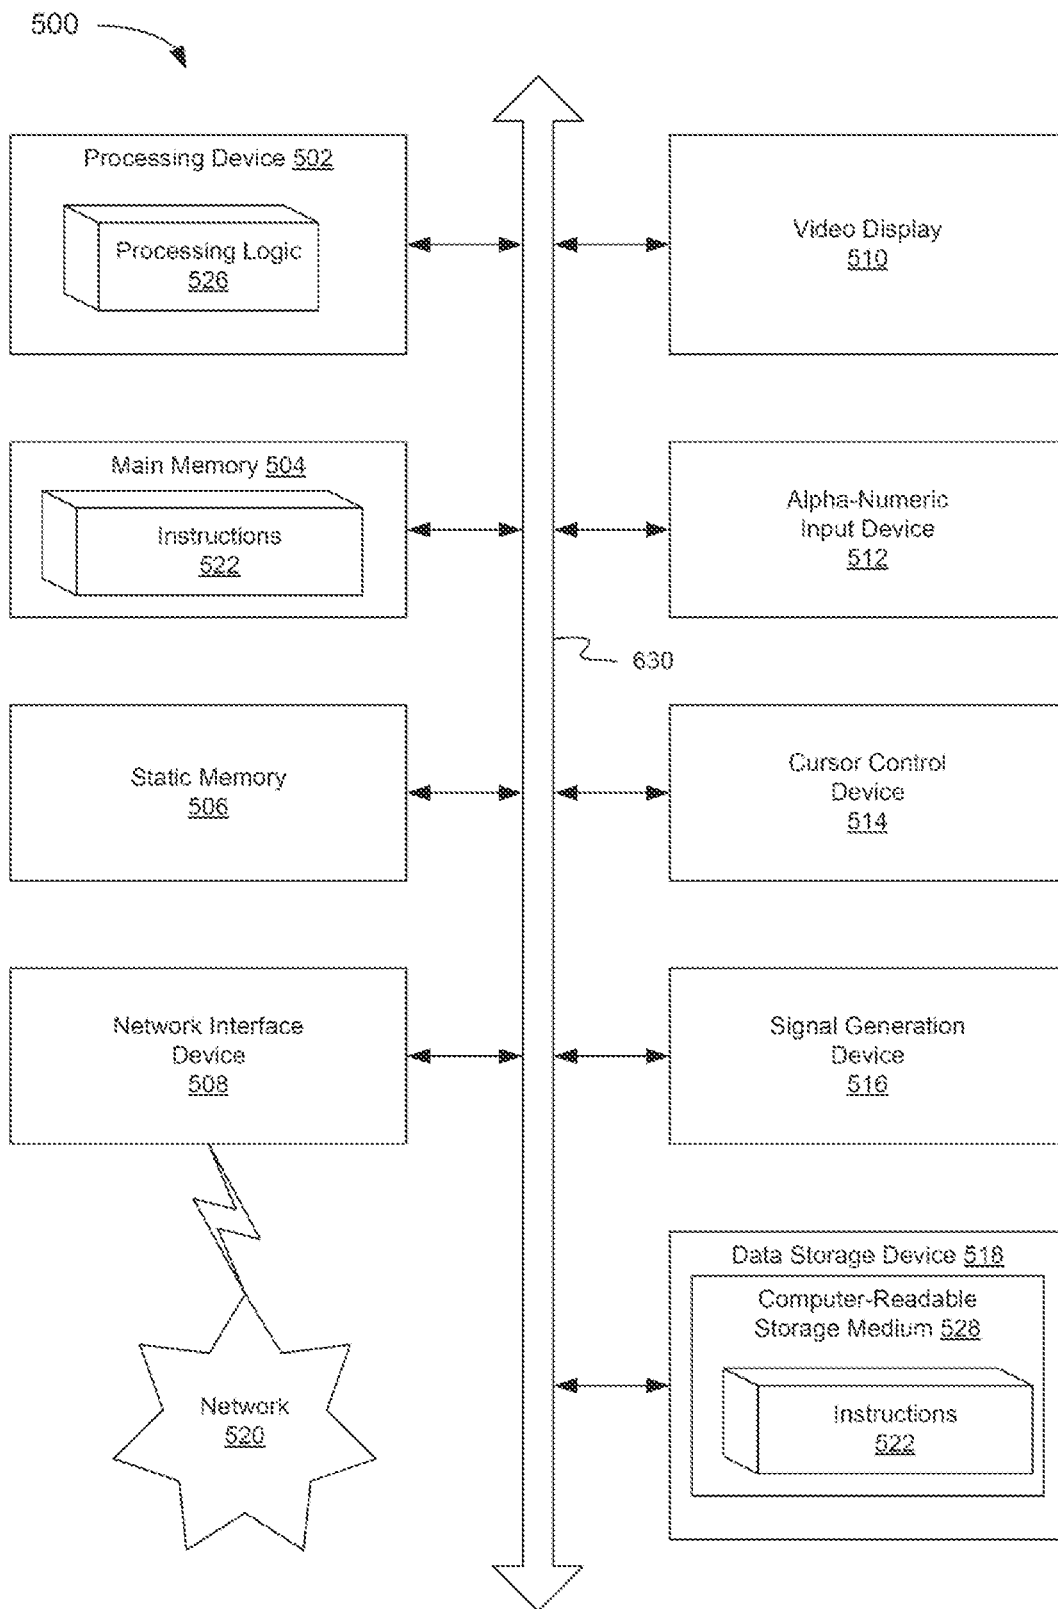 500
Processing Device 502
Processing Logic
526
Video Display
510
Main Memory 504
Instructions
522
Alpha-Numeric
Input Device
512
630
Static Memory
506
Cursor Control
Device
514
Network Interface
Device
508
Signal Generation
Device
516
Data Storage Device 518
Computer-Readable
Storage Medium 528
Instructions
522
Network
520